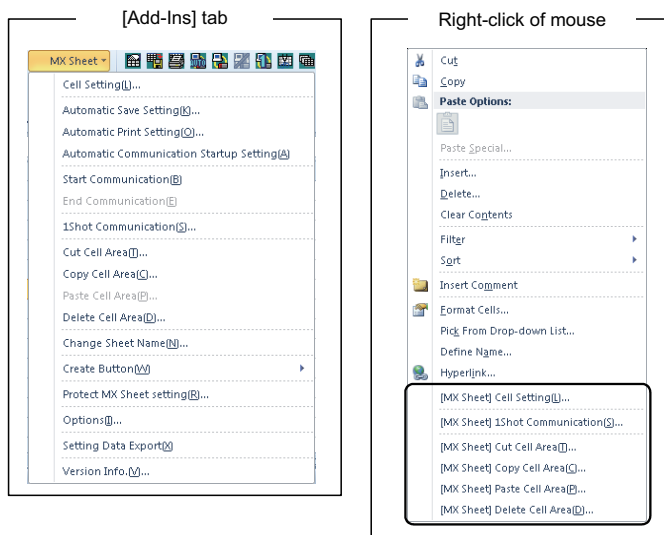 [Add-Ins] tab
MX Sheet
Cell Setting(L)...
Automatic Save Setting(K)...
Automatic Print Setting(O)...
Automatic Communication Startup Setting(A)
Start Communication(B)
End Communication(E)
1Shot Communication(S)...
Cut Cell Area(T)...
Copy Cell Area(C)...
Paste Cell Area(P)...
Delete Cell Area(D)...
Change Sheet Name(N)...
Create Button(W)
Protect MX Sheet setting(R)...
Options(I)...
Setting Data Export(X)
Version Info.(V)...
Right-click of mouse
Cut
Copy
Paste Options:
Paste Special...
Insert...
Delete...
Clear Contents
Filter
Sort
Insert Comment
Format Cells...
Pick From Drop-down List...
Define Name...
Hyperlink...
[MX Sheet] Cell Setting(L)...
[MX Sheet] 1Shot Communication(S)...
[MX Sheet] Cut Cell Area(T)...
[MX Sheet] Copy Cell Area(C)...
[MX Sheet] Paste Cell Area(P)...
[MX Sheet] Delete Cell Area(D)...